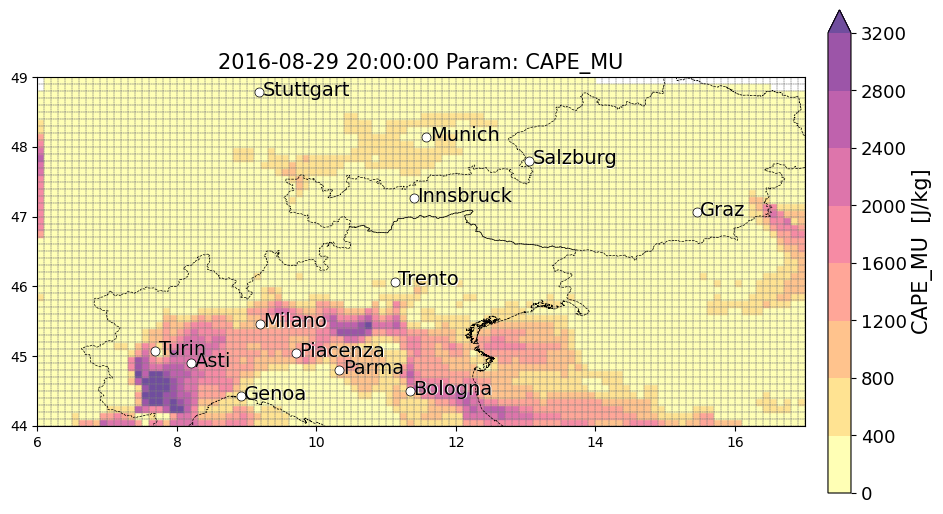 2016-08-29 20:00:00 Param: CAPE_MU
49
48
47
46
45
44
6
8
10
12
14
16
Stuttgart
Munich
Salzburg
Innsbruck
Graz
Trento
Milano
Turin
Asti
Piacenza
Parma
Genoa
Bologna
3200
2800
2400
2000
1600
1200
800
400
0
CAPE_MU [J/kg]